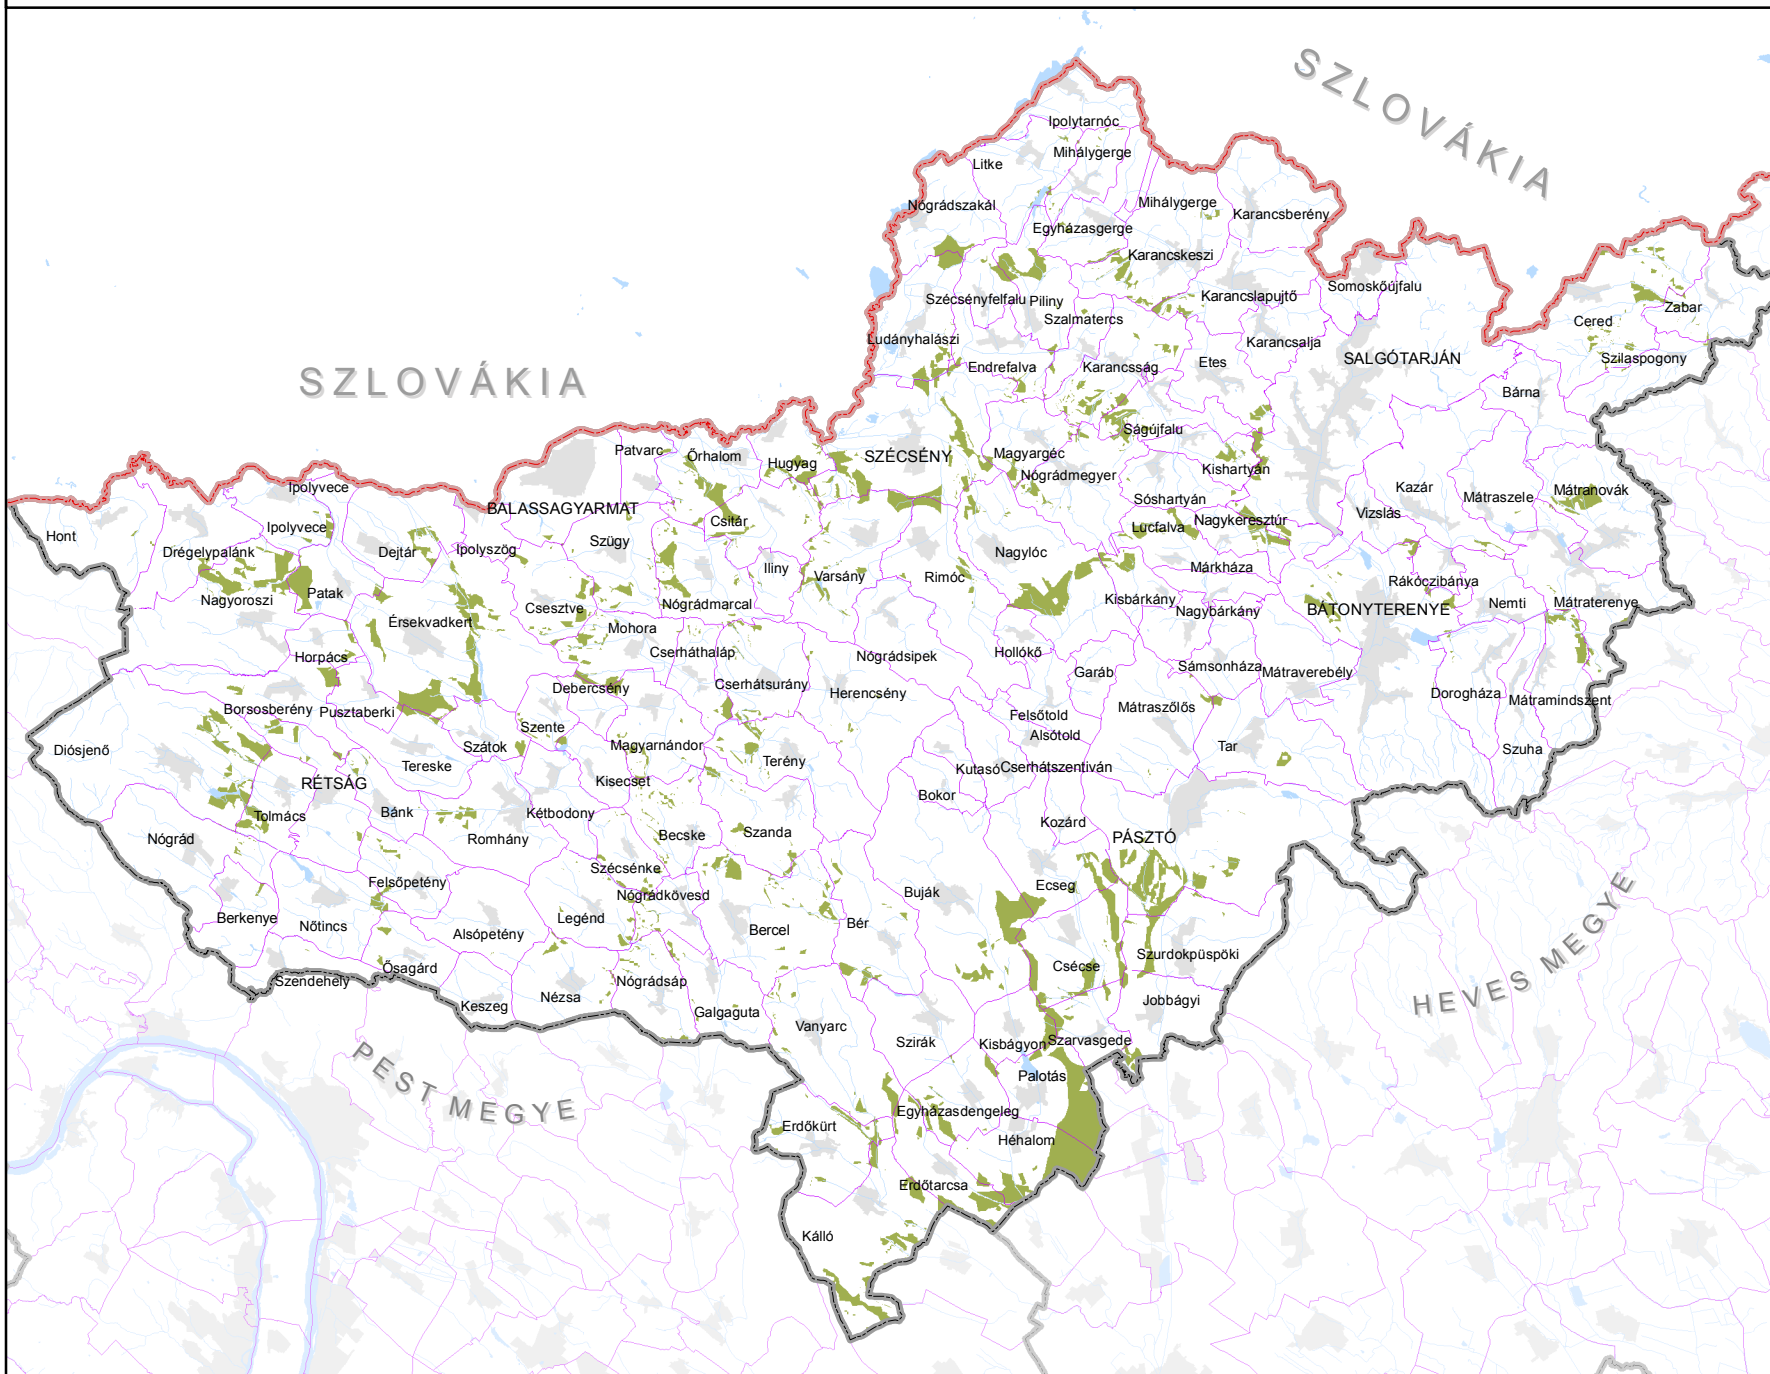 SZLOVÁKIA
Ipolytarnóc
Mihálygerge
Litke
Nógrádszakál
Mihálygerge
Karancsberény
Egyházasgerge
Karancskeszi
Somoskőújfalu
Karancslapujtő
Szécsényfelfalu
Piliny
Szalmatercs
Zabar
Cered
Ludányhalászi
Karancsalja
SALGÓTARJÁN
Szilaspogony
Etes
Endrefalva
Karancsság
SZLOVÁKIA
Bárna
Ságújfalu
Patvarc
Őrhalom
Hugyag
SZÉCSÉNY
Magyargéc
Kishartyán
Nógrádmegyer
Ipolyvece
Kazár
Mátraszele
Mátranovák
Sóshartyán
BALASSAGYARMAT
Vizslás
Csitár
Lucfalva
Nagykeresztúr
Ipolyvece
Hont
Szügy
Drégelypalánk
Dejtár
Ipolyszög
Nagylóc
Iliny
Márkháza
Varsány
Rimóc
Rákóczibánya
Patak
Nagyoroszi
Kisbárkány
Nagybárkány
BÁTONYTERENYE
Nemti
Mátraterenye
Nógrádmarcal
Csesztve
Érsekvadkert
Mohora
Cserháthaláp
Horpács
Nógrádsipek
Hollókő
Sámsonháza
Mátraverebély
Garáb
Cserhátsurány
Debercsény
Herencsény
Dorogháza
Mátramindszent
Borsosberény
Pusztaberki
Mátraszőlős
Felsőtold
Szente
Alsótold
Diósjenő
Szátok
Magyarnándor
Tar
Szuha
Tereske
Terény
Kutasó
Cserhátszentiván
RÉTSÁG
Kisecset
Bokor
Tolmács
Bánk
Kétbodony
Kozárd
Nógrád
Romhány
Becske
Szanda
PÁSZTÓ
Szécsénke
Felsőpetény
Ecseg
Nógrádkövesd
Buják
Berkenye
Nőtincs
Legénd
Bér
Alsópetény
Bercel
HEVES MEGYE
Szurdokpüspöki
Csécse
Ősagárd
Szendehely
Nógrádsáp
Nézsa
Jobbágyi
Keszeg
Galgaguta
Vanyarc
Szirák
Kisbágyon
Szarvasgede
PEST MEGYE
Palotás
Egyházasdengeleg
Erdőkürt
Héhalom
Erdőtarcsa
Kálló